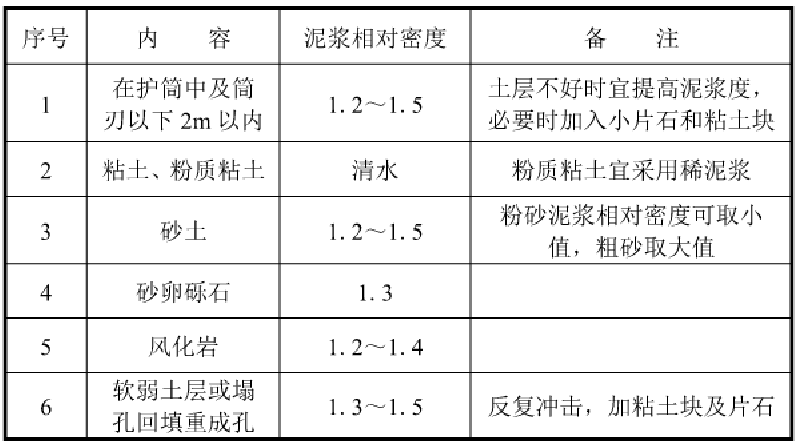 序号 内 容 泥浆相对密度 备 注
1 在护筒中及筒
刃以下 2m 以内 1.2～1.5 土层不好时宜提高泥浆度，
必要时加入小片石和粘土块
2 粘土、粉质粘土 清水 粉质粘土宜采用稀泥浆
3 砂土 1.2～1.5 粉砂泥浆相对密度可取小
值，粗砂取大值
4 砂卵砾石 1.3
5 风化岩 1.2～1.4
6 软弱土层或塌
孔回填重成孔 1.3～1.5 反复冲击，加粘土块及片石